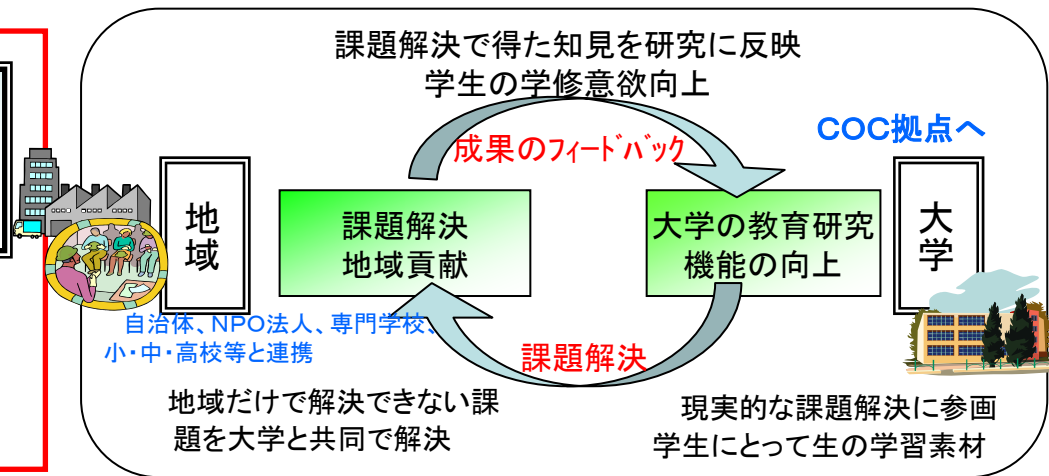 課題解決で得た知見を研究に反映
学生の学修意欲向上
COC拠点へ
成果のフィードバック
地域
課題解決
地域貢献
大学の教育研究
機能の向上
大学
自治体、NPO法人、専門学校、
小・中・高校等と連携
課題解決
地域だけで解決できない課
題を大学と共同で解決
現実的な課題解決に参画
学生にとって生の学習素材